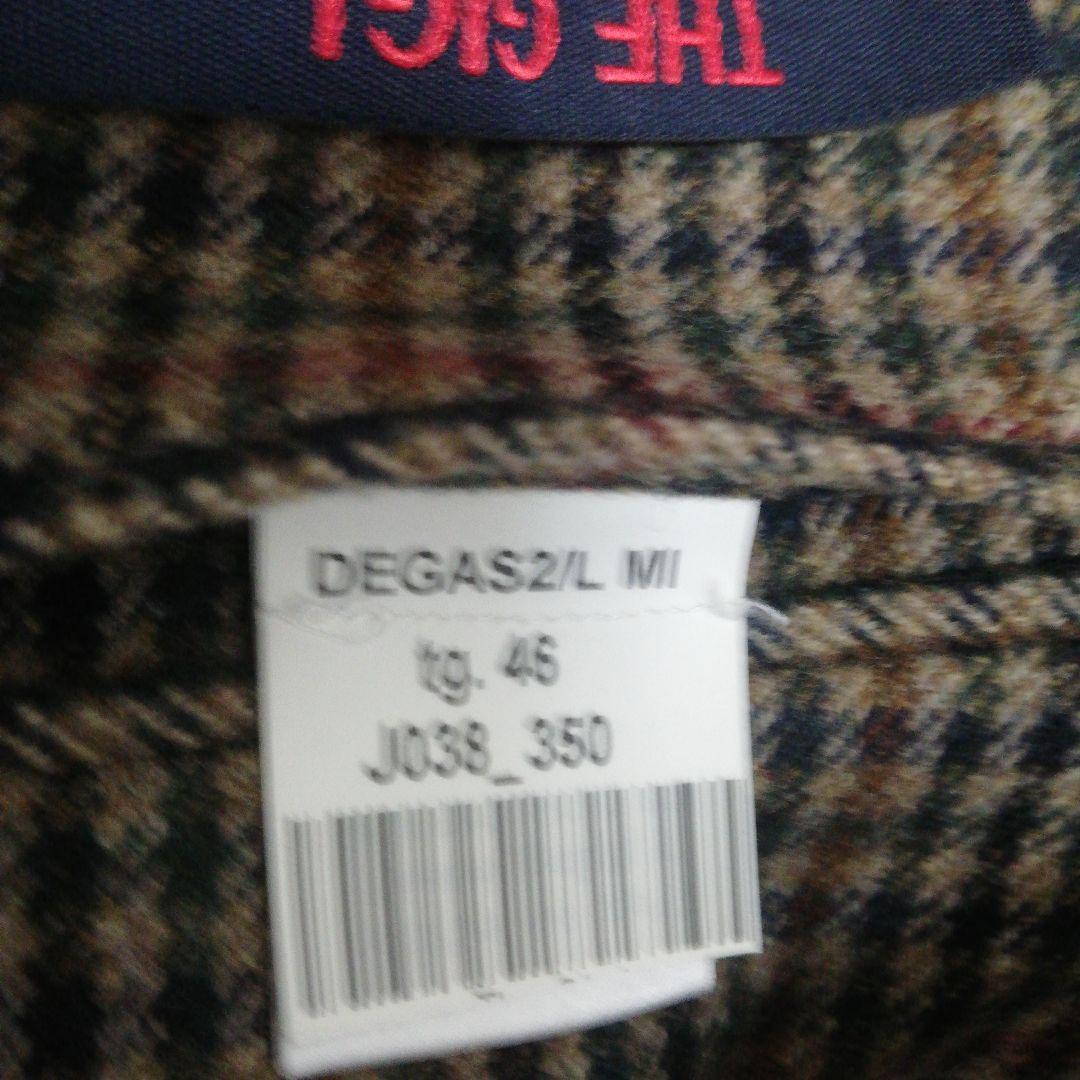 THE GIGI
DEGAS2/L MI
tg. 46
J038_350